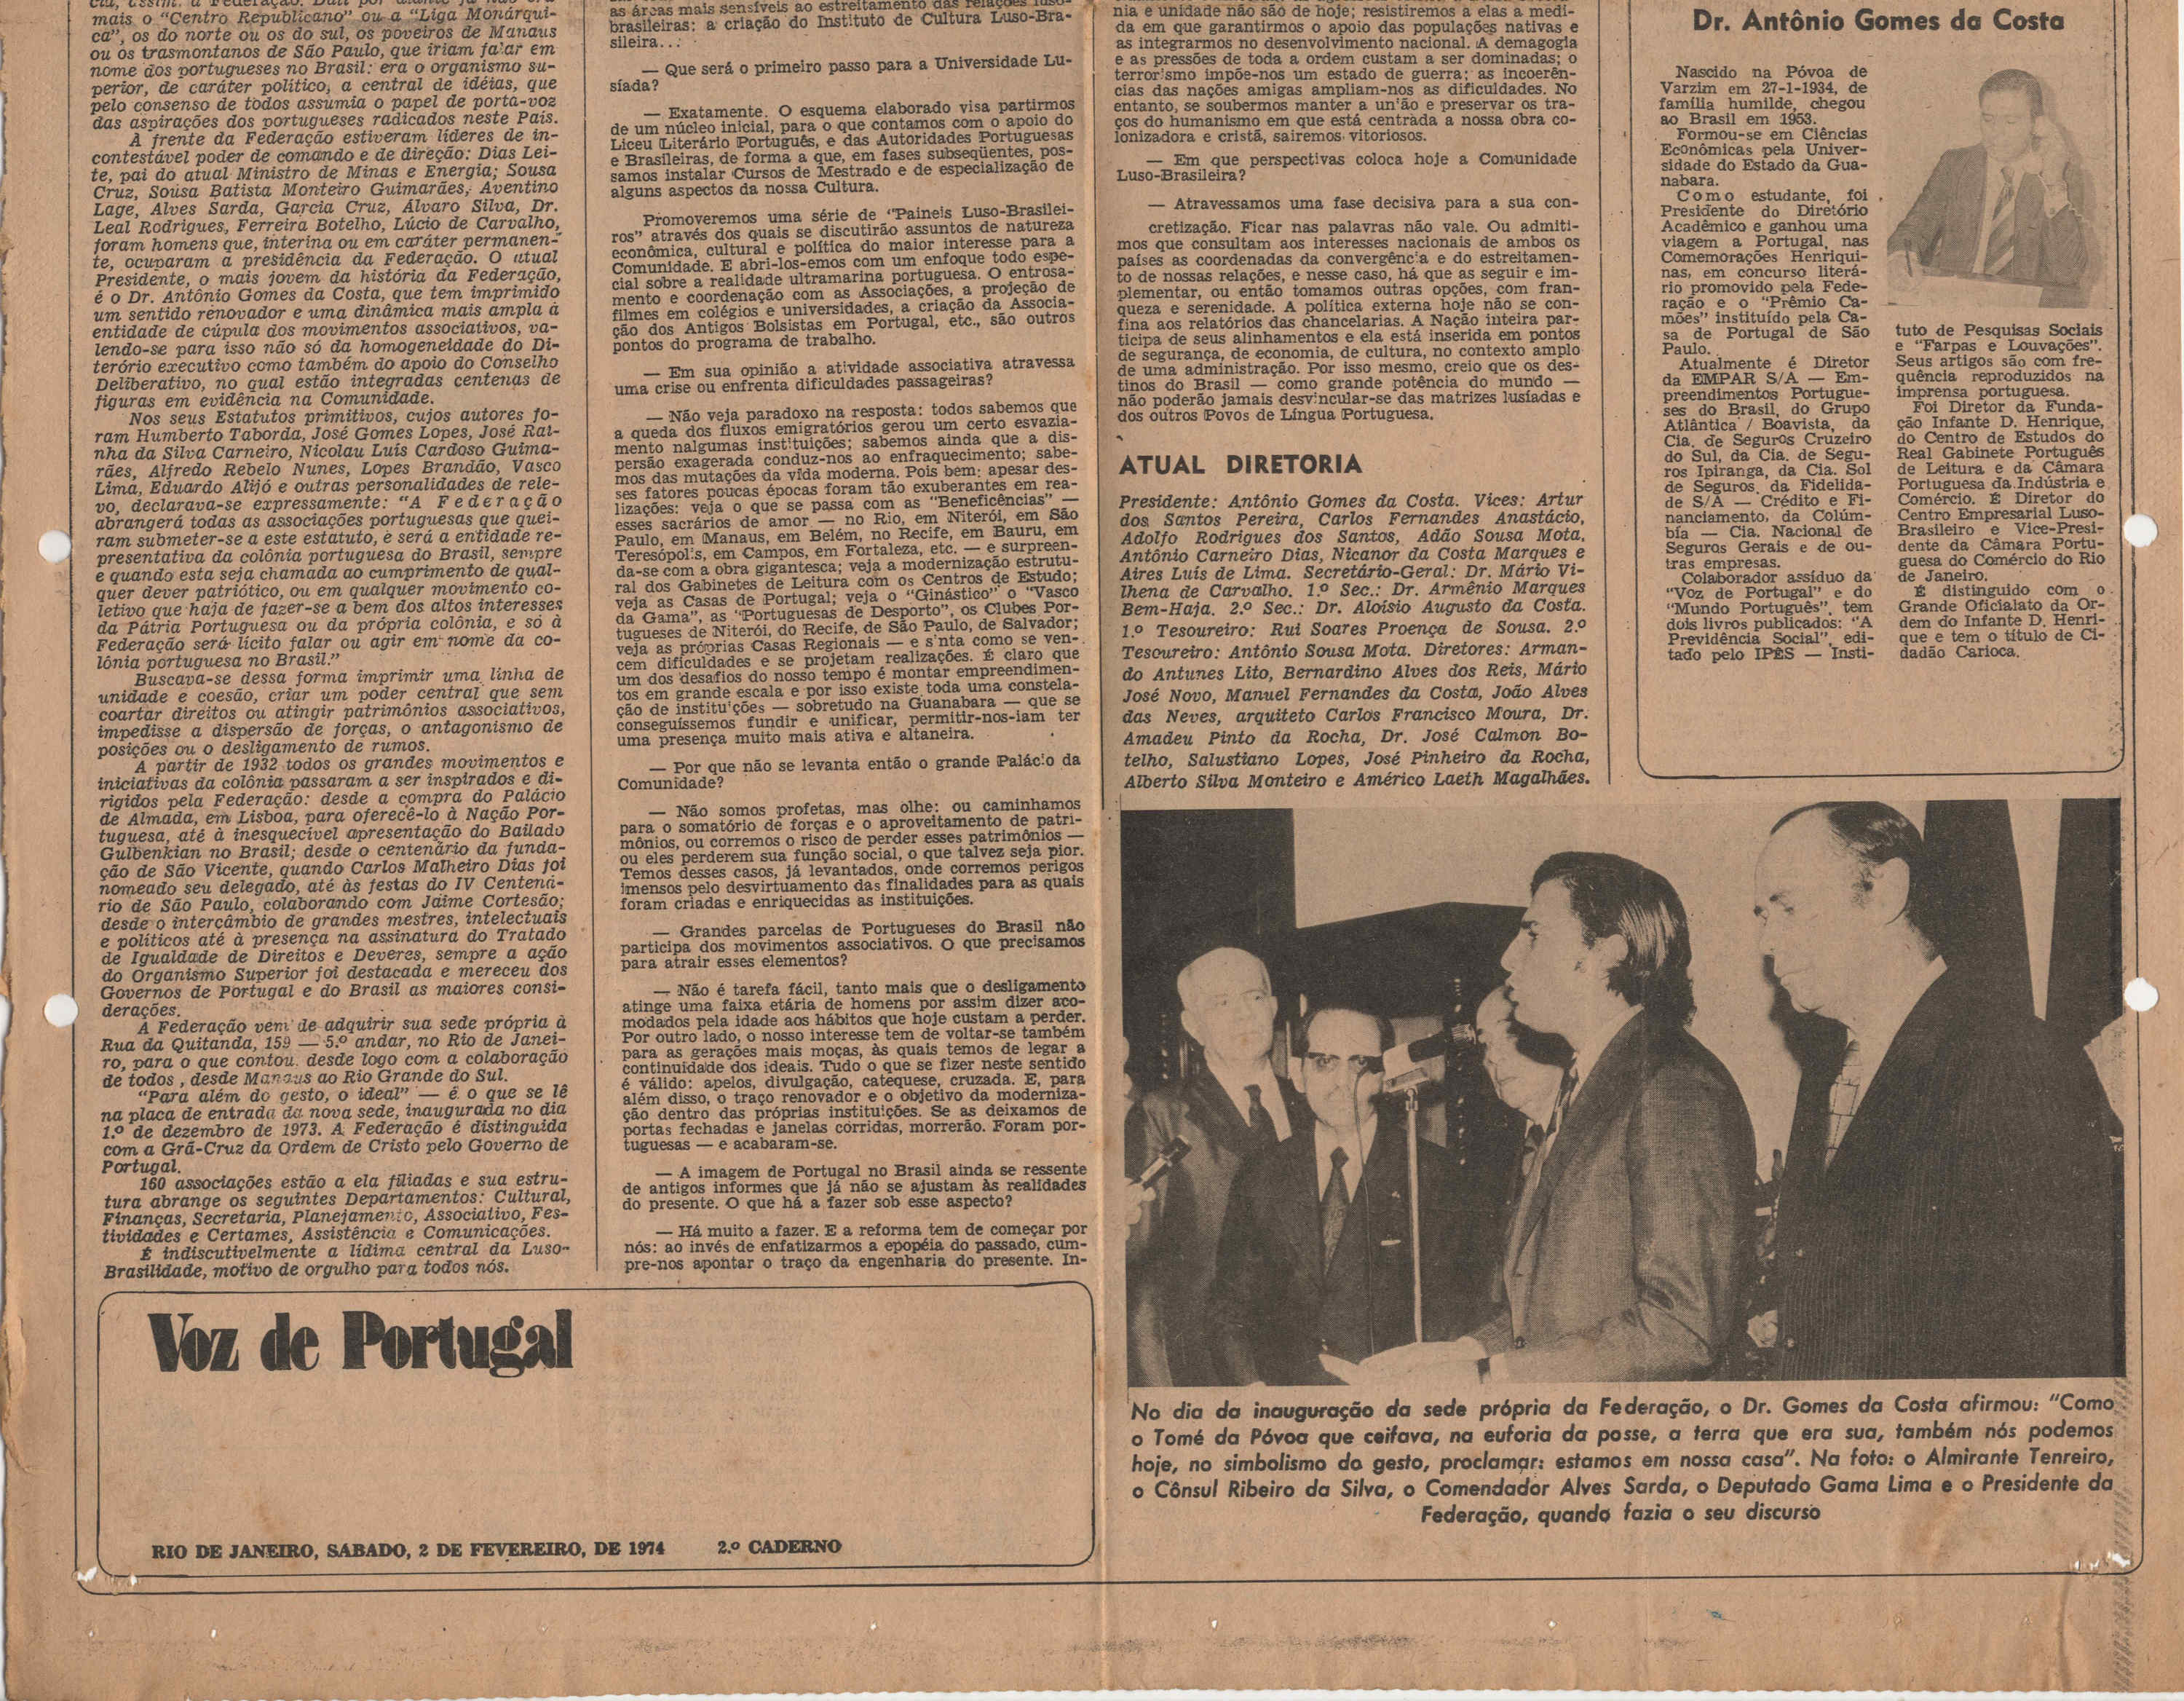 mais o "Centro Republicano" ou a "Liga Monárqui-
ca", os do norte ou os do sul, os poveiros de Manaus
ou os trasmontanos de São Paulo, que iriam falar em
nome dos portugueses no Brasil: era o organismo su-
perior, de caráter político, a central de idéias, que
pelo consenso de todos assumia o papel de porta-voz
das aspirações dos portugueses radicados neste País.
À frente da Federação estiveram líderes de in-
contestável poder de comando e de direção: Dias Lei-
te, pai do atual Ministro de Minas e Energia; Sousa
Cruz, Sousa Batista Monteiro Guimarães, Aventino
Lage, Alves Sarda, Garcia Cruz, Álvaro Silva, Dr.
Leal Rodrigues, Ferreira Botelho, Lúcio de Carvalho,
foram homens que, interina ou em caráter permanen-
te, ocuparam a presidência da Federação. O atual
Presidente, o mais jovem da história da Federação,
é o Dr. Antônio Gomes da Costa, que tem imprimido
um sentido renovador e uma dinâmica mais ampla à
entidade de cúpula dos movimentos associativos, va-
lendo-se para isso não só da homogeneidade do Di-
terório executivo como também do apoio do Conselho
Deliberativo, no qual estão integradas centenas de
figuras em evidência na Comunidade.
Nos seus Estatutos primitivos, cujos autores fo-
ram Humberto Taborda, José Gomes Lopes, José Rai-
nha da Silva Carneiro, Nicolau Luís Cardoso Guima-
rães, Alfredo Rebelo Nunes, Lopes Brandão, Vasco
Lima, Eduardo Alijó e outras personalidades de rele-
vo, declarava-se expressamente: "A Federação
abrangerá todas as associações portuguesas que quei-
ram submeter-se a este estatuto, e será a entidade re-
presentativa da colônia portuguesa do Brasil, sempre
e quando esta seja chamada ao cumprimento de qual-
quer dever patriótico, ou em qualquer movimento co-
letivo que haja de fazer-se a bem dos altos interesses
da Pátria Portuguesa ou da própria colônia, e só à
Federação será lícito falar ou agir em nome da co-
lônia portuguesa no Brasil."
Buscava-se dessa forma imprimir uma linha de
unidade e coesão, criar um poder central que sem
coartar direitos ou atingir patrimônios associativos,
impedisse a dispersão de forças, o antagonismo de
posições ou o desligamento de rumos.
A partir de 1932 todos os grandes movimentos e
iniciativas da colônia passaram a ser inspirados e di-
rigidos pela Federação: desde a compra do Palácio
de Almada, em Lisboa, para oferecê-lo à Nação Por-
tuguesa, até à inesquecível apresentação do Bailado
Gulbenkian no Brasil; desde o centenário da funda-
ção de São Vicente, quando Carlos Malheiro Dias foi
nomeado seu delegado, até às festas do IV Centená-
rio de São Paulo, colaborando com Jaime Cortesão;
desde o intercâmbio de grandes mestres, intelectuais
e políticos até à presença na assinatura do Tratado
de Igualdade de Direitos e Deveres, sempre a ação
do Organismo Superior foi destacada e mereceu dos
Governos de Portugal e do Brasil as maiores consi-
derações.
A Federação vem de adquirir sua sede própria à
Rua da Quitanda, 159 — 5.º andar, no Rio de Janei-
ro, para o que contou desde logo com a colaboração
de todos, desde Manaus ao Rio Grande do Sul.
"Para além do gesto, o ideal" — é o que se lê
na placa de entrada da nova sede, inaugurada no dia
1.º de dezembro de 1973. A Federação é distinguida
com a Grã-Cruz da Ordem de Cristo pelo Governo de
Portugal.
160 associações estão a ela filiadas e sua estru-
tura abrange os seguintes Departamentos: Cultural,
Finanças, Secretaria, Planejamento, Associativo, Fes-
tividades e Certames, Assistência e Comunicações.
É indiscutivelmente a lídima central da Luso-
Brasilidade, motivo de orgulho para todos nós.
as áreas mais sensíveis ao estreitamento das relações luso-
brasileiras: a criação do Instituto de Cultura Luso-Bra-
sileira...
— Que será o primeiro passo para a Universidade Lu-
síada?
— Exatamente. O esquema elaborado visa partirmos
de um núcleo inicial, para o que contamos com o apoio do
Liceu Literário Português, e das Autoridades Portuguesas
e Brasileiras, de forma a que, em fases subseqüentes, pos-
samos instalar Cursos de Mestrado e de especialização de
alguns aspectos da nossa Cultura.
Promoveremos uma série de "Paineis Luso-Brasilei-
ros" através dos quais se discutirão assuntos de natureza
econômica, cultural e política do maior interesse para a
Comunidade. E abri-los-emos com um enfoque todo espe-
cial sobre a realidade ultramarina portuguesa. O entrosa-
mento e coordenação com as Associações, a projeção de
filmes em colégios e universidades, a criação da Associa-
ção dos Antigos Bolsistas em Portugal, etc., são outros
pontos do programa de trabalho.
— Em sua opinião a atividade associativa atravessa
uma crise ou enfrenta dificuldades passageiras?
— Não veja paradoxo na resposta: todos sabemos que
a queda dos fluxos emigratórios gerou um certo esvazia-
mento nalgumas instituições; sabemos ainda que a dis-
persão exagerada conduz-nos ao enfraquecimento; sabe-
mos das mutações da vida moderna. Pois bem: apesar des-
ses fatores poucas épocas foram tão exuberantes em rea-
lizações: veja o que se passa com as "Beneficências" —
esses sacrários de amor — no Rio, em Niterói, em São
Paulo, em Manaus, em Belém, no Recife, em Bauru, em
Teresópolis, em Campos, em Fortaleza, etc. — e surpreen-
da-se com a obra gigantesca; veja a modernização estrutu-
ral dos Gabinetes de Leitura com os Centros de Estudo;
veja as Casas de Portugal; veja o "Ginástico" o "Vasco
da Gama", as "Portuguesas de Desporto", os Clubes Por-
tugueses de Niterói, do Recife, de São Paulo, de Salvador;
veja as próprias Casas Regionais — e sinta como se ven-
cem dificuldades e se projetam realizações. É claro que
um dos desafios do nosso tempo é montar empreendimen-
tos em grande escala e por isso existe toda uma constela-
ção de instituições — sobretudo na Guanabara — que se
conseguíssemos fundir e unificar, permitir-nos-iam ter
uma presença muito mais ativa e altaneira.
— Por que não se levanta então o grande Palácio da
Comunidade?
— Não somos profetas, mas olhe: ou caminhamos
para o somatório de forças e o aproveitamento de patri-
mônios, ou corremos o risco de perder esses patrimônios —
ou eles perderem sua função social, o que talvez seja pior.
Temos desses casos, já levantados, onde corremos perigos
imensos pelo desvirtuamento das finalidades para as quais
foram criadas e enriquecidas as instituições.
— Grandes parcelas de Portugueses do Brasil não
participa dos movimentos associativos. O que precisamos
para atrair esses elementos?
— Não é tarefa fácil, tanto mais que o desligamento
atinge uma faixa etária de homens por assim dizer aco-
modados pela idade aos hábitos que hoje custam a perder.
Por outro lado, o nosso interesse tem de voltar-se também
para as gerações mais moças, às quais temos de legar a
continuidade dos ideais. Tudo o que se fizer neste sentido
é válido: apelos, divulgação, catequese, cruzada. E, para
além disso, o traço renovador e o objetivo da moderniza-
ção dentro das próprias instituições. Se as deixamos de
portas fechadas e janelas corridas, morrerão. Foram por-
tuguesas — e acabaram-se.
— A imagem de Portugal no Brasil ainda se ressente
de antigos informes que já não se ajustam às realidades
do presente. O que há a fazer sob esse aspecto?
— Há muito a fazer. E a reforma tem de começar por
nós: ao invés de enfatizarmos a epopéia do passado, cum-
pre-nos apontar o traço da engenharia do presente. In-
nia e unidade não são de hoje; resistiremos a elas a medi-
da em que garantirmos o apoio das populações nativas e
as integrarmos no desenvolvimento nacional. A demagogia
e as pressões de toda a ordem custam a ser dominadas; o
terrorismo impõe-nos um estado de guerra; as incoerên-
cias das nações amigas ampliam-nos as dificuldades. No
entanto, se soubermos manter a união e preservar os tra-
ços do humanismo em que está centrada a nossa obra co-
lonizadora e cristã, sairemos vitoriosos.
— Em que perspectivas coloca hoje a Comunidade
Luso-Brasileira?
— Atravessamos uma fase decisiva para a sua con-
cretização. Ficar nas palavras não vale. Ou admiti-
mos que consultam aos interesses nacionais de ambos os
países as coordenadas da convergência e do estreitamen-
to de nossas relações, e nesse caso, há que as seguir e im-
plementar, ou então tomamos outras opções, com fran-
queza e serenidade. A política externa hoje não se con-
fina aos relatórios das chancelarias. A Nação inteira par-
ticipa de seus alinhamentos e ela está inserida em pontos
de segurança, de economia, de cultura, no contexto amplo
de uma administração. Por isso mesmo, creio que os des-
tinos do Brasil — como grande potência do mundo —
não poderão jamais desvincular-se das matrizes lusíadas e
dos outros Povos de Língua Portuguesa.
ATUAL DIRETORIA
Presidente: Antônio Gomes da Costa. Vices: Artur
dos Santos Pereira, Carlos Fernandes Anastácio,
Adolfo Rodrigues dos Santos, Adão Sousa Mota,
Antônio Carneiro Dias, Nicanor da Costa Marques e
Aires Luís de Lima. Secretário-Geral: Dr. Mário Vi-
lhena de Carvalho. 1.º Sec.: Dr. Armênio Marques
Bem-Haja. 2.º Sec.: Dr. Aloísio Augusto da Costa.
1.º Tesoureiro: Rui Soares Proença de Sousa. 2.º
Tesoureiro: Antônio Sousa Mota. Diretores: Arman-
do Antunes Lito, Bernardino Alves dos Reis, Mário
José Novo, Manuel Fernandes da Costa, João Alves
das Neves, arquiteto Carlos Francisco Moura, Dr.
Amadeu Pinto da Rocha, Dr. José Calmon Bo-
telho, Salustiano Lopes, José Pinheiro da Rocha,
Alberto Silva Monteiro e Américo Laeth Magalhães.
Dr. Antônio Gomes da Costa
Nascido na Póvoa de
Varzim em 27-1-1934, de
família humilde, chegou
ao Brasil em 1953.
Formou-se em Ciências
Econômicas pela Univer-
sidade do Estado da Gua-
nabara.
Como estudante, foi
Presidente do Diretório
Acadêmico e ganhou uma
viagem a Portugal, nas
Comemorações Henriqui-
nas, em concurso literá-
rio promovido pela Fede-
ração e o "Prêmio Ca-
mões" instituído pela Ca-
sa de Portugal de São
Paulo.
Atualmente é Diretor
da EMPAR S/A — Em-
preendimentos Portugue-
ses do Brasil, do Grupo
Atlântica / Boavista, da
Cia. de Seguros Cruzeiro
do Sul, da Cia. de Segu-
ros Ipiranga, da Cia. Sol
de Seguros, da Fidelida-
de S/A — Crédito e Fi-
nanciamento, da Colúm-
bia — Cia. Nacional de
Seguros Gerais e de ou-
tras empresas.
Colaborador assíduo da
"Voz de Portugal" e do
"Mundo Português", tem
dois livros publicados: "A
Previdência Social", edi-
tado pelo IPÊS — Insti-
tuto de Pesquisas Sociais
e "Farpas e Louvações".
Seus artigos são com fre-
quência reproduzidos na
imprensa portuguesa.
Foi Diretor da Funda-
ção Infante D. Henrique,
do Centro de Estudos do
Real Gabinete Português
de Leitura e da Câmara
Portuguesa da Indústria e
Comércio. É Diretor do
Centro Empresarial Luso-
Brasileiro e Vice-Presi-
dente da Câmara Portu-
guesa do Comércio do Rio
de Janeiro.
É distinguido com o
Grande Oficialato da Or-
dem do Infante D. Henri-
que e tem o título de Ci-
dadão Carioca.
No dia da inauguração da sede própria da Federação, o Dr. Gomes da Costa afirmou: "Como
o Tomé da Póvoa que ceifava, na euforia da posse, a terra que era sua, também nós podemos
hoje, no simbolismo do gesto, proclamar: estamos em nossa casa". Na foto: o Almirante Tenreiro,
o Cônsul Ribeiro da Silva, o Comendador Alves Sarda, o Deputado Gama Lima e o Presidente da
Federação, quando fazia o seu discurso
Voz de Portugal
RIO DE JANEIRO, SABADO, 2 DE FEVEREIRO, DE 1974 2.º CADERNO